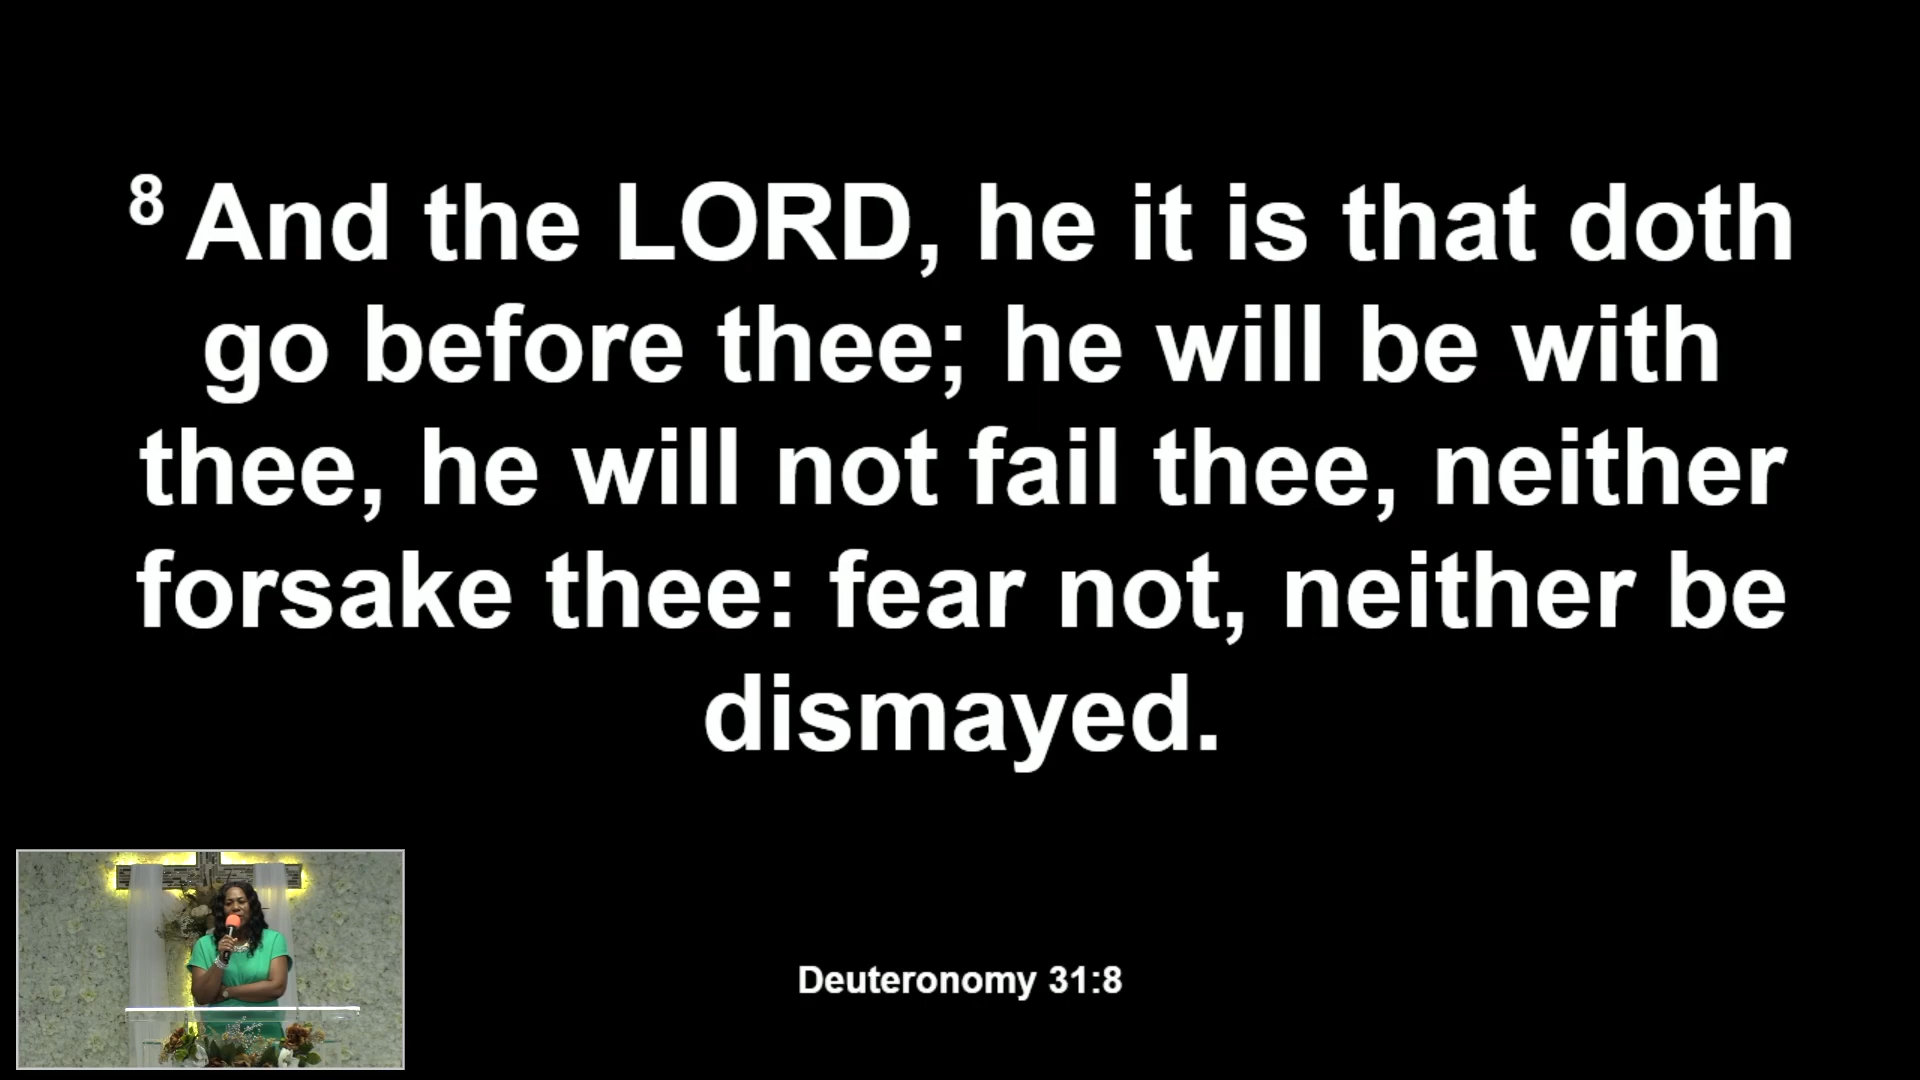 8 And the LORD, he it is that doth
go before thee; he will be with
thee, he will not fail thee, neither
forsake thee: fear not, neither be
dismayed.
Deuteronomy 31:8